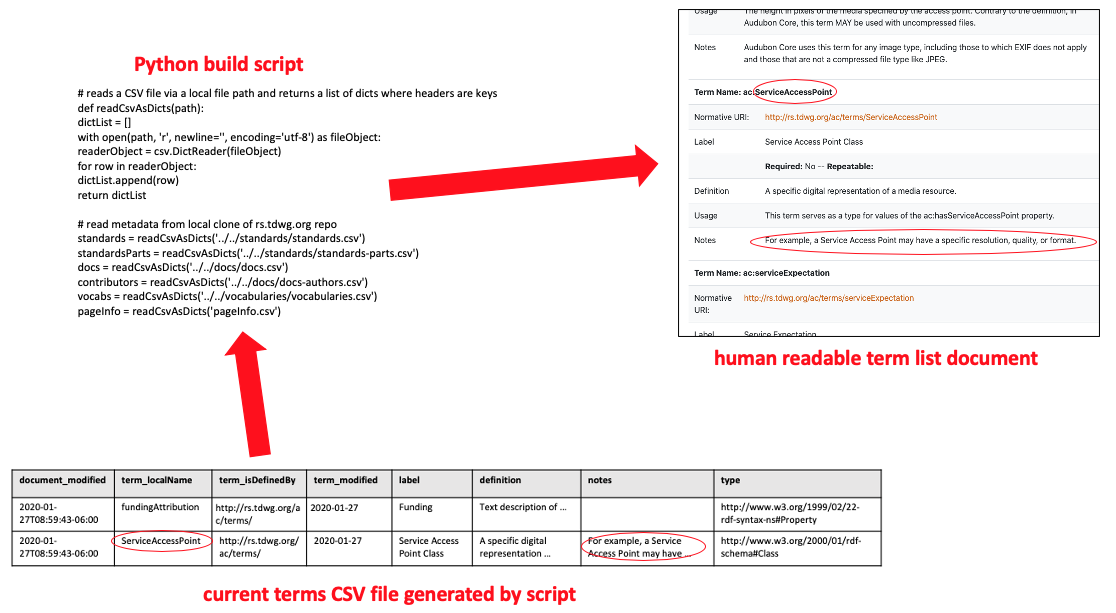 Python build script
# reads a CSV file via a local file path and returns a list of dicts where headers are keys
def readCsvAsDicts(path):
dictList = []
with open(path, 'r', newline='', encoding='utf-8') as fileObject:
readerObject = csv.DictReader(fileObject)
for row in readerObject:
dictList.append(row)
return dictList
# read metadata from local clone of rs.tdwg.org repo
standards = readCsvAsDicts('../../standards/standards.csv')
standardsParts = readCsvAsDicts('../../standards/standards-parts.csv')
docs = readCsvAsDicts('../../docs/docs.csv')
contributors = readCsvAsDicts('../../docs/docs-authors.csv')
vocabs = readCsvAsDicts('../../vocabularies/vocabularies.csv')
pageInfo = readCsvAsDicts('pageInfo.csv')
Usage The height in pixels of the media specified by the access point. Contrary to the definition, in
Audubon Core, this term MAY be used with uncompressed files.
Notes Audubon Core uses this term for any image type, including those to which EXIF does not apply
and those that are not a compressed file type like JPEG.
Term Name: ac:ServiceAccessPoint
Normative URI: http://rs.tdwg.org/ac/terms/ServiceAccessPoint
Label Service Access Point Class
Required: No -- Repeatable:
Definition A specific digital representation of a media resource.
Usage This term serves as a type for values of the ac:hasServiceAccessPoint property.
Notes For example, a Service Access Point may have a specific resolution, quality, or format.
Term Name: ac:serviceExpectation
Normative http://rs.tdwg.org/ac/terms/serviceExpectation
URI:
Label Service Expectation
human readable term list document
document_modified term_localName term_isDefinedBy term_modified label definition notes type
2020-01- fundingAttribution http://rs.tdwg.org/a 2020-01-27 Funding Text description of ... http://www.w3.org/1999/02/22-
27T08:59:43-06:00 c/terms/ rdf-syntax-ns#Property
2020-01- ServiceAccessPoint http://rs.tdwg.org/ 2020-01-27 Service Access A specific digital For example, a Service http://www.w3.org/2000/01/rdf-
27T08:59:43-06:00 ac/terms/ Point Class representation ... Access Point may have ... schema#Class
current terms CSV file generated by script